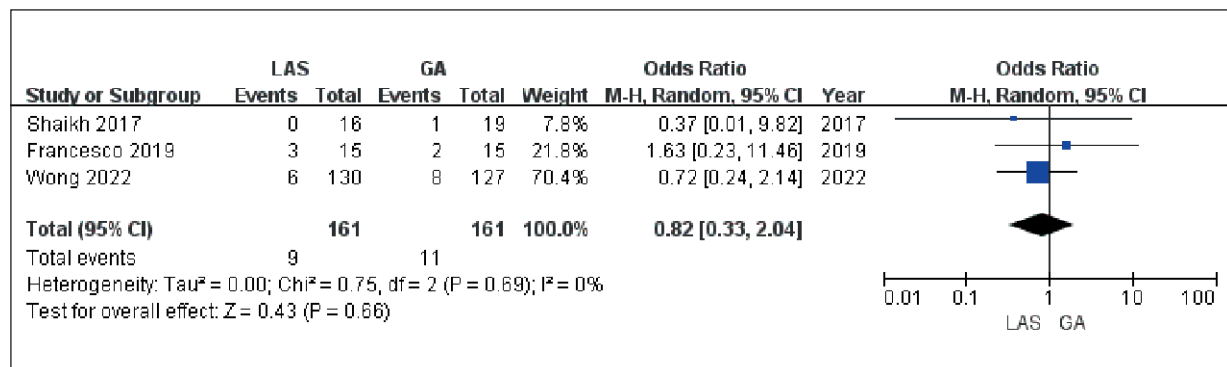 LAS GA Odds Ratio Odds Ratio
Study or Subgroup Events Total Events Total Weight M-H, Random, 95% CI Year M-H, Random, 95% CI
Shaikh 2017 0 16 1 19 7.8% 0.37 [0.01, 9.82] 2017
Francesco 2019 3 15 2 15 21.8% 1.63 [0.23, 11.46] 2019
Wong 2022 6 130 8 127 70.4% 0.72 [0.24, 2.14] 2022
Total (95% CI) 161 161 100.0% 0.82 [0.33, 2.04]
Total events 9 11
Heterogeneity: Tau² = 0.00; Chi² = 0.75, df = 2 (P = 0.69); I² = 0%
Test for overall effect: Z = 0.43 (P = 0.66)
0.01 0.1 1 10 100
LAS GA